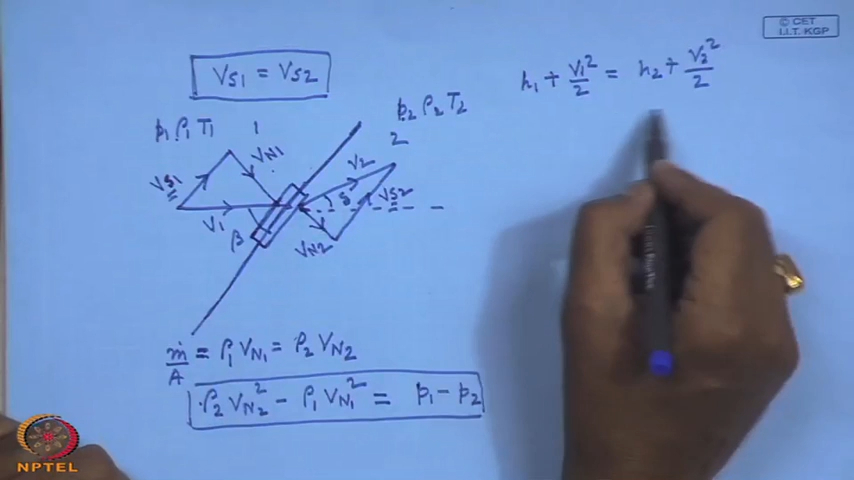 © CET
I.I.T. KGP
VS1 = VS2
h1 + V1²/2 = h2 + V2²/2
p1 ρ1 T1
1
p2 ρ2 T2
2
VS1
VN1
V1
β
V2
δ
VS2
VN2
ṁ/A = ρ1 VN1 = ρ2 VN2
ρ2 VN2² - ρ1 VN1² = p1 - p2
NPTEL